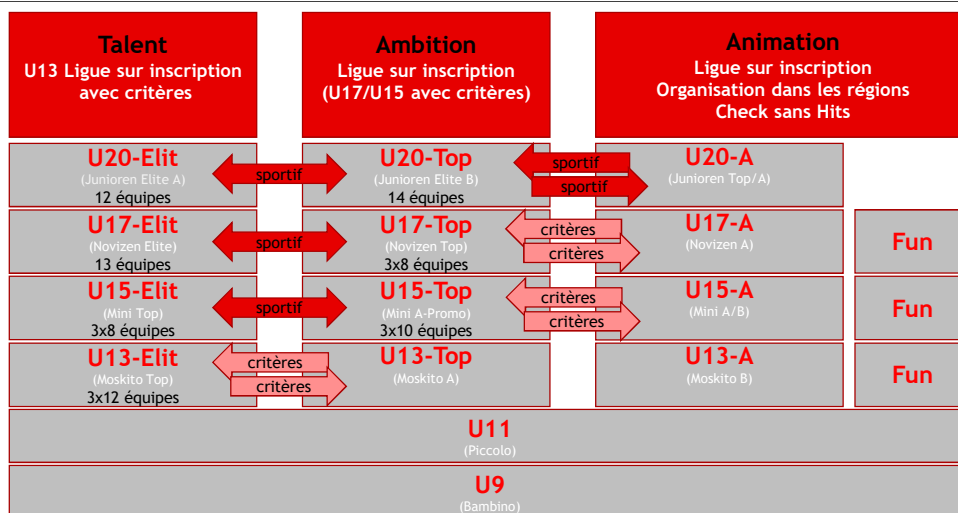 Talent
U13 Ligue sur inscription
avec critères
Ambition
Ligue sur inscription
(U17/U15 avec critères)
Animation
Ligue sur inscription
Organisation dans les régions
Check sans Hits
U20-Elit
(Junioren Elite A)
12 équipes
sportif
U20-Top
(Junioren Elite B)
14 équipes
sportif
sportif
U20-A
(Junioren Top/A)
U17-Elit
(Novizen Elite)
13 équipes
sportif
U17-Top
(Novizen Top)
3x8 équipes
critères
critères
U17-A
(Novizen A)
Fun
U15-Elit
(Mini Top)
3x8 équipes
sportif
U15-Top
(Mini A-Promo)
3x10 équipes
critères
critères
U15-A
(Mini A/B)
Fun
U13-Elit
(Moskito Top)
3x12 équipes
critères
critères
U13-Top
(Moskito A)
U13-A
(Moskito B)
Fun
U11
(Piccolo)
U9
(Bambino)